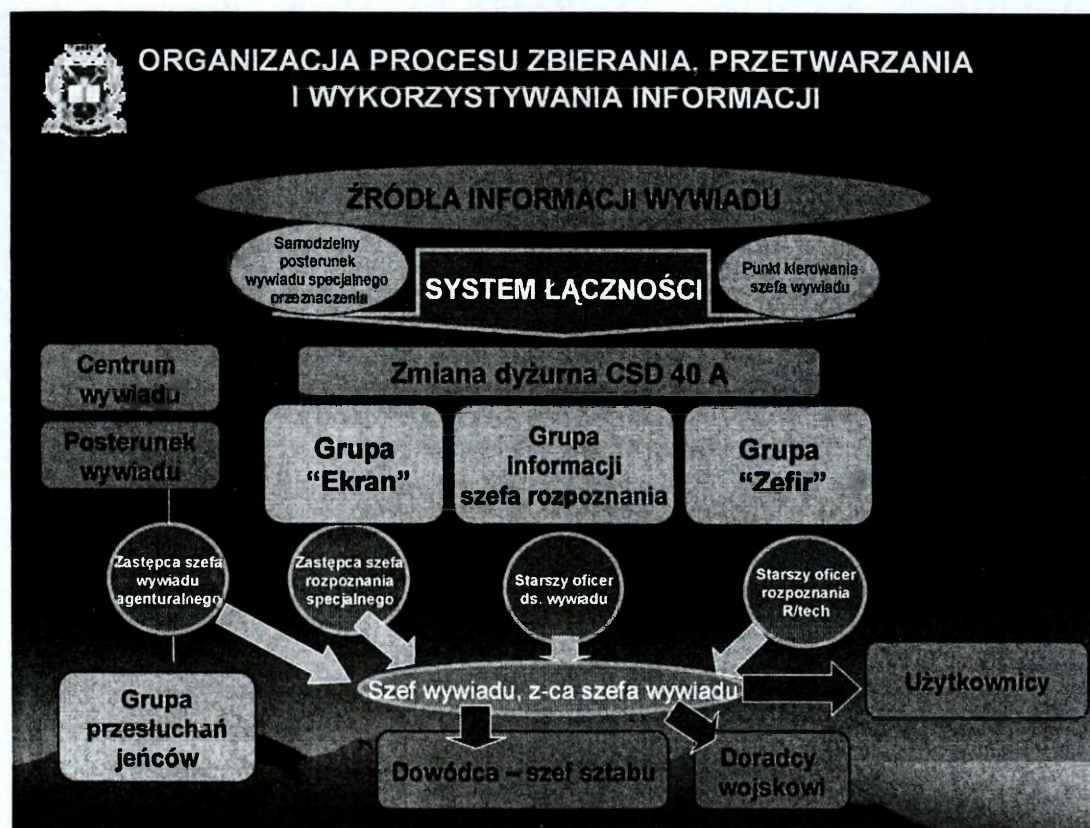 ORGANIZACJA PROCESU ZBIERANIA, PRZETWARZANIA
I WYKORZYSTYWANIA INFORMACJI
ŹRÓDŁA INFORMACJI WYWIADU
Samodzielny
posterunek
wywiadu specjalnego
przeznaczenia
SYSTEM ŁĄCZNOŚCI
Punkt kierowania
szefa wywiadu
Centrum
wywiadu
Zmiana dyżurna CSD 40 A
Posterunek
wywiadu
Grupa
“Ekran”
Grupa
informacji
szefa rozpoznania
Grupa
“Zefir”
Zastępca szefa
wywiadu
agenturalnego
Zastępca szefa
rozpoznania
specjalnego
Starszy oficer
ds. wywiadu
Starszy oficer
rozpoznania
R/tech
Szef wywiadu, z-ca szefa wywiadu
Użytkownicy
Grupa
przesłuchań
jeńców
Dowódca – szef sztabu
Doradcy
wojskowi